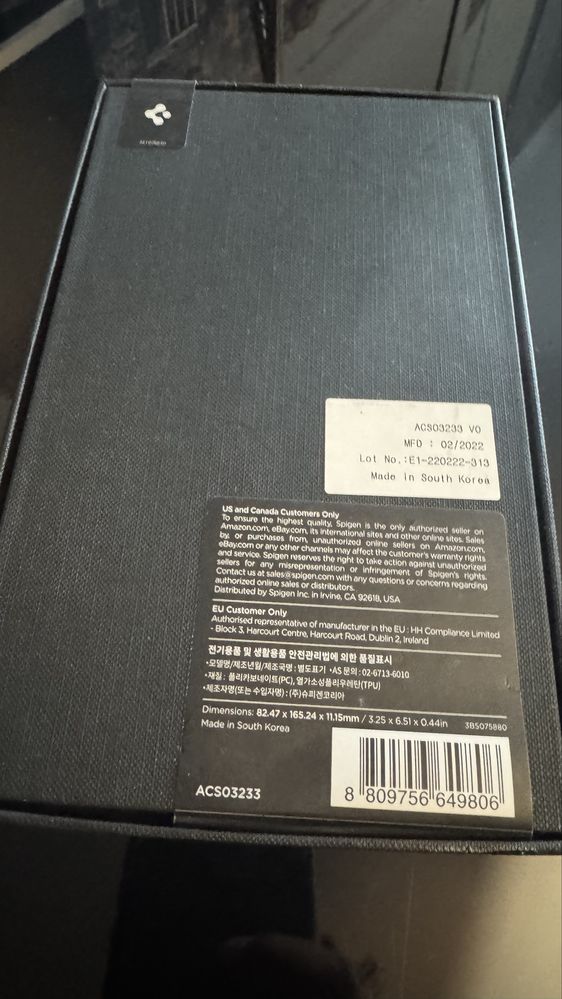 ACS03233 V0
MFD : 02/2022
Lot No.:E1-220222-313
Made in South Korea
US and Canada Customers Only
To ensure the highest quality, Spigen is the only authorized seller on
Amazon.com, eBay.com, its international sites and other online sites. Sales
by, or purchases from, unauthorized online sellers on Amazon.com,
eBay.com or any other channels may affect the customer's warranty rights
and service. Spigen reserves the right to take action against unauthorized
sellers for any misrepresentation or infringement of Spigen's rights.
Contact us at sales@spigen.com with any questions or concerns regarding
authorized online sales or distributors.
Distributed by Spigen Inc. in Irvine, CA 92618, USA
EU Customer Only
Authorised representative of manufacturer in the EU : HH Compliance Limited
- Block 3, Harcourt Centre, Harcourt Road, Dublin 2, Ireland
전기용품 및 생활용품 안전관리법에 의한 품질표시
•모델명/제조년월/제조국명 : 별도표기 •AS 문의 : 02-6713-6010
•재질 : 폴리카보네이트(PC), 열가소성폴리우레탄(TPU)
•제조자명(또는 수입자명) : (주)슈피겐코리아
Dimensions: 82.47 x 165.24 x 11.15mm / 3.25 x 6.51 x 0.44in
Made in South Korea
3BS075880
ACS03233
8 809756 649806